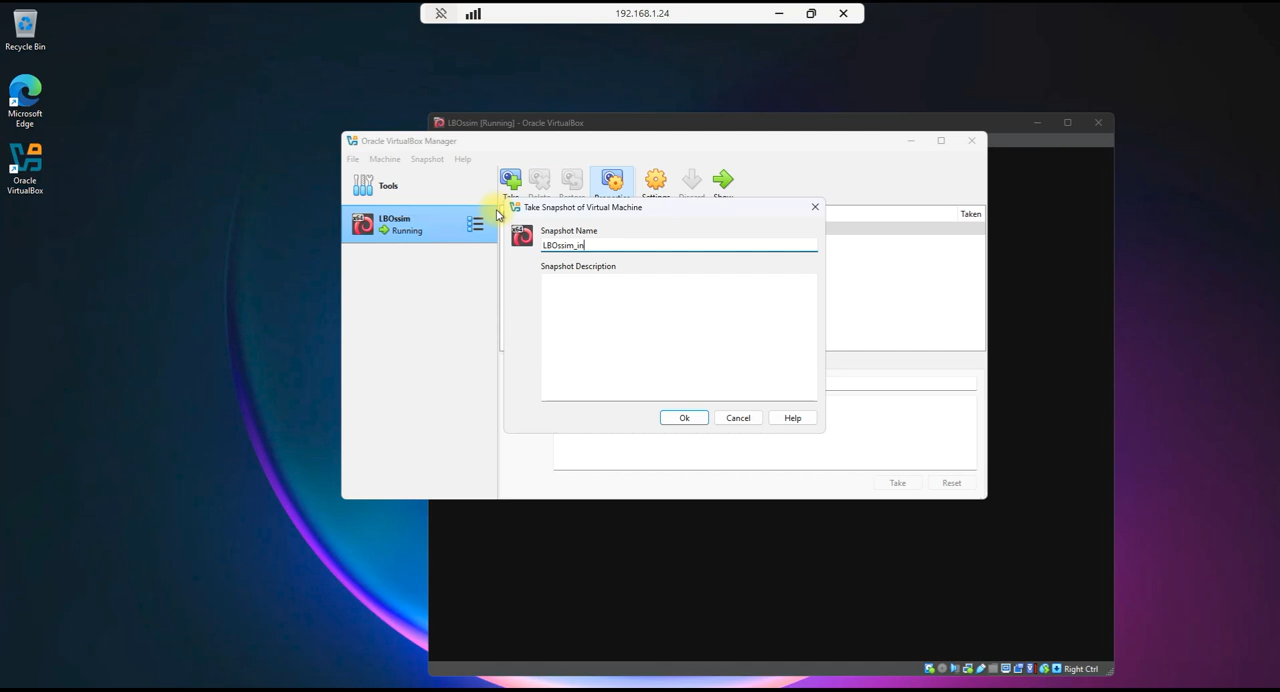 192.168.1.24
Recycle Bin
Microsoft
Edge
Oracle
VirtualBox
LBOssim [Running] - Oracle VirtualBox
Oracle VirtualBox Manager
File Machine Snapshot Help
Tools
Take Delete Restore Properties Settings Discard Show
LBOssim
Running
Taken
Take Snapshot of Virtual Machine
Snapshot Name
LBOssim_in
Snapshot Description
Ok Cancel Help
Take Reset
Right Ctrl